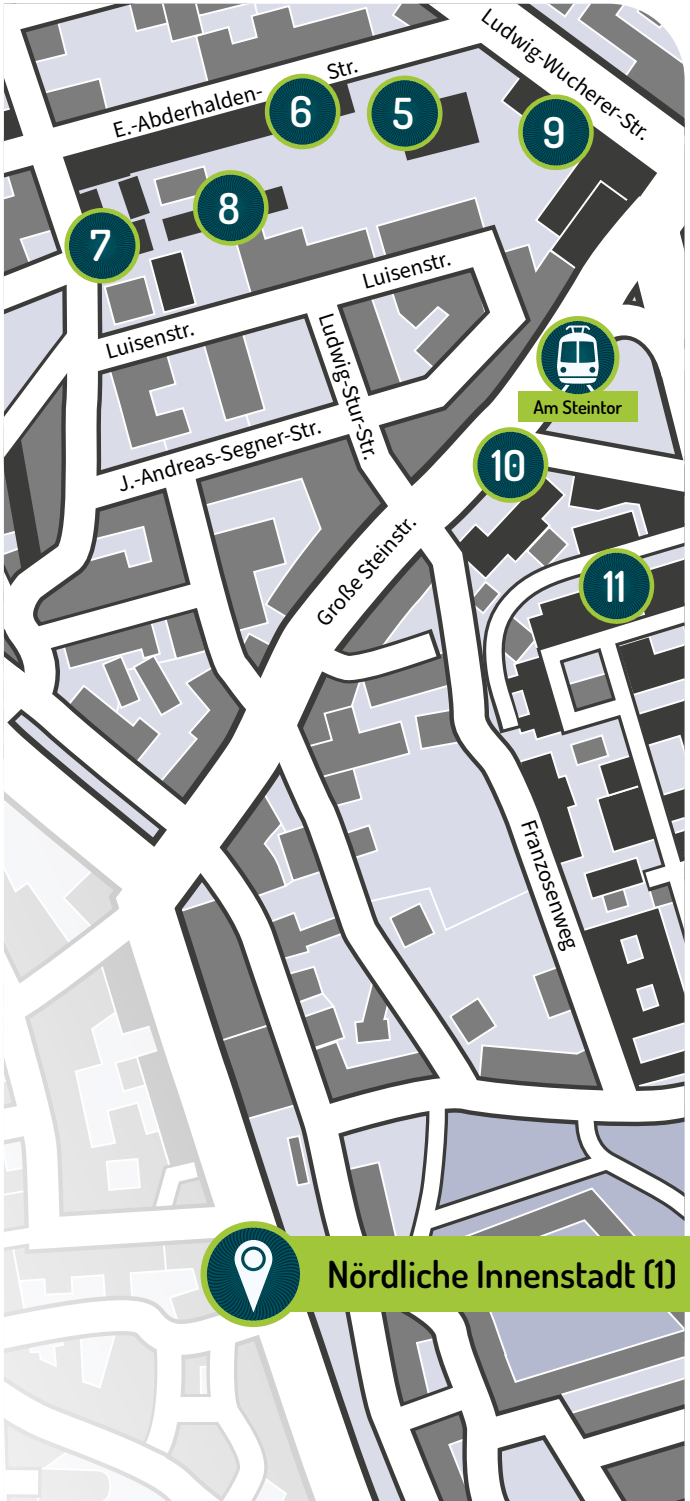 Ludwig-Wucherer-Str.
E.-Abderhalden- Str.
6
5
9
8
7
Luisenstr.
Luisenstr.
Ludwig-Stur-Str.
Am Steintor
J.-Andreas-Segner-Str.
10
Große Steinstr.
11
Franzosenweg
Nördliche Innenstadt (1)